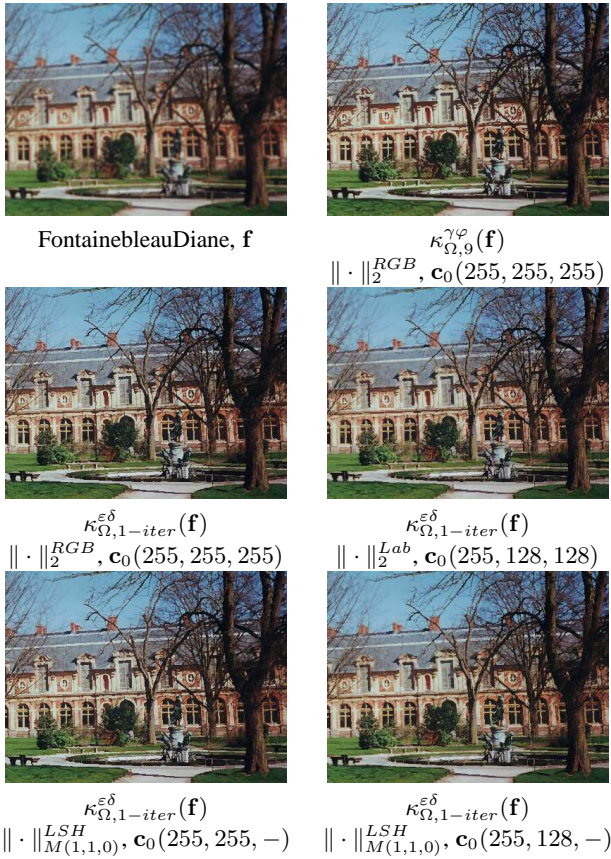 FontainebleauDiane, f
κ^{γφ}_{Ω,9}(f)
‖ · ‖_2^{RGB}, c_0(255, 255, 255)
κ^{εδ}_{Ω,1−iter}(f)
‖ · ‖_2^{RGB}, c_0(255, 255, 255)
κ^{εδ}_{Ω,1−iter}(f)
‖ · ‖_2^{Lab}, c_0(255, 128, 128)
κ^{εδ}_{Ω,1−iter}(f)
‖ · ‖^{LSH}_{M(1,1,0)}, c_0(255, 255, −)
κ^{εδ}_{Ω,1−iter}(f)
‖ · ‖^{LSH}_{M(1,1,0)}, c_0(255, 128, −)